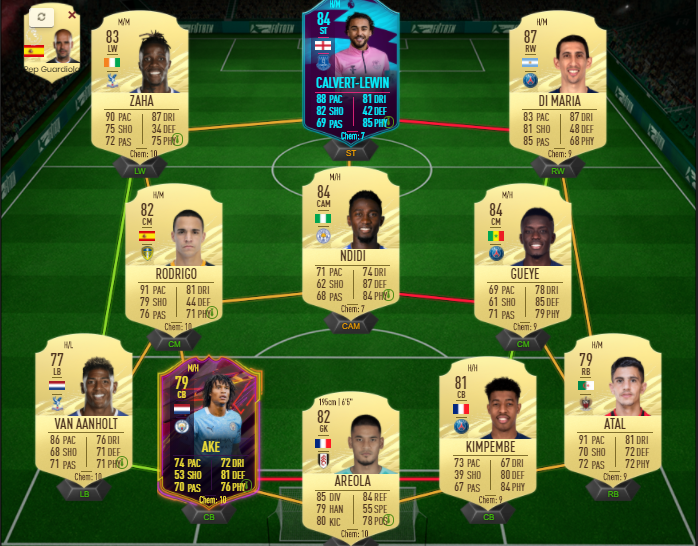 Pep Guardiola
H/M
83
LW
ZAHA
90 PAC 87 DRI
75 SHO 34 DEF
72 PAS 75 PHY
Chem: 10
LW
H/M
84
ST
CALVERT-LEWIN
88 PAC 81 DRI
82 SHO 42 DEF
69 PAS 85 PHY
Chem: 7
ST
H/M
87
RW
DI MARIA
83 PAC 87 DRI
81 SHO 48 DEF
85 PAS 68 PHY
Chem: 9
RW
H/M
82
CM
RODRIGO
91 PAC 81 DRI
79 SHO 44 DEF
76 PAS 71 PHY
Chem: 10
CM
M/H
84
CAM
NDIDI
71 PAC 74 DRI
62 SHO 87 DEF
68 PAS 84 PHY
Chem: 7
CAM
M/H
84
CM
GUEYE
69 PAC 78 DRI
61 SHO 85 DEF
71 PAS 79 PHY
Chem: 9
CM
H/L
77
LB
VAN AANHOLT
86 PAC 76 DRI
68 SHO 71 DEF
71 PAS 71 PHY
Chem: 10
LB
M/H
79
CB
AKE
74 PAC 72 DRI
53 SHO 81 DEF
70 PAS 76 PHY
Chem: 10
CB
195cm | 6'5"
82
GK
AREOLA
85 DIV 84 REF
79 HAN 55 SPE
80 KIC 78 POS
M/H
81
CB
KIMPEMBE
73 PAC 67 DRI
39 SHO 80 DEF
67 PAS 84 PHY
Chem: 9
CB
H/M
79
RB
ATAL
91 PAC 81 DRI
70 SHO 72 DEF
72 PAS 72 PHY
Chem: 9
RB